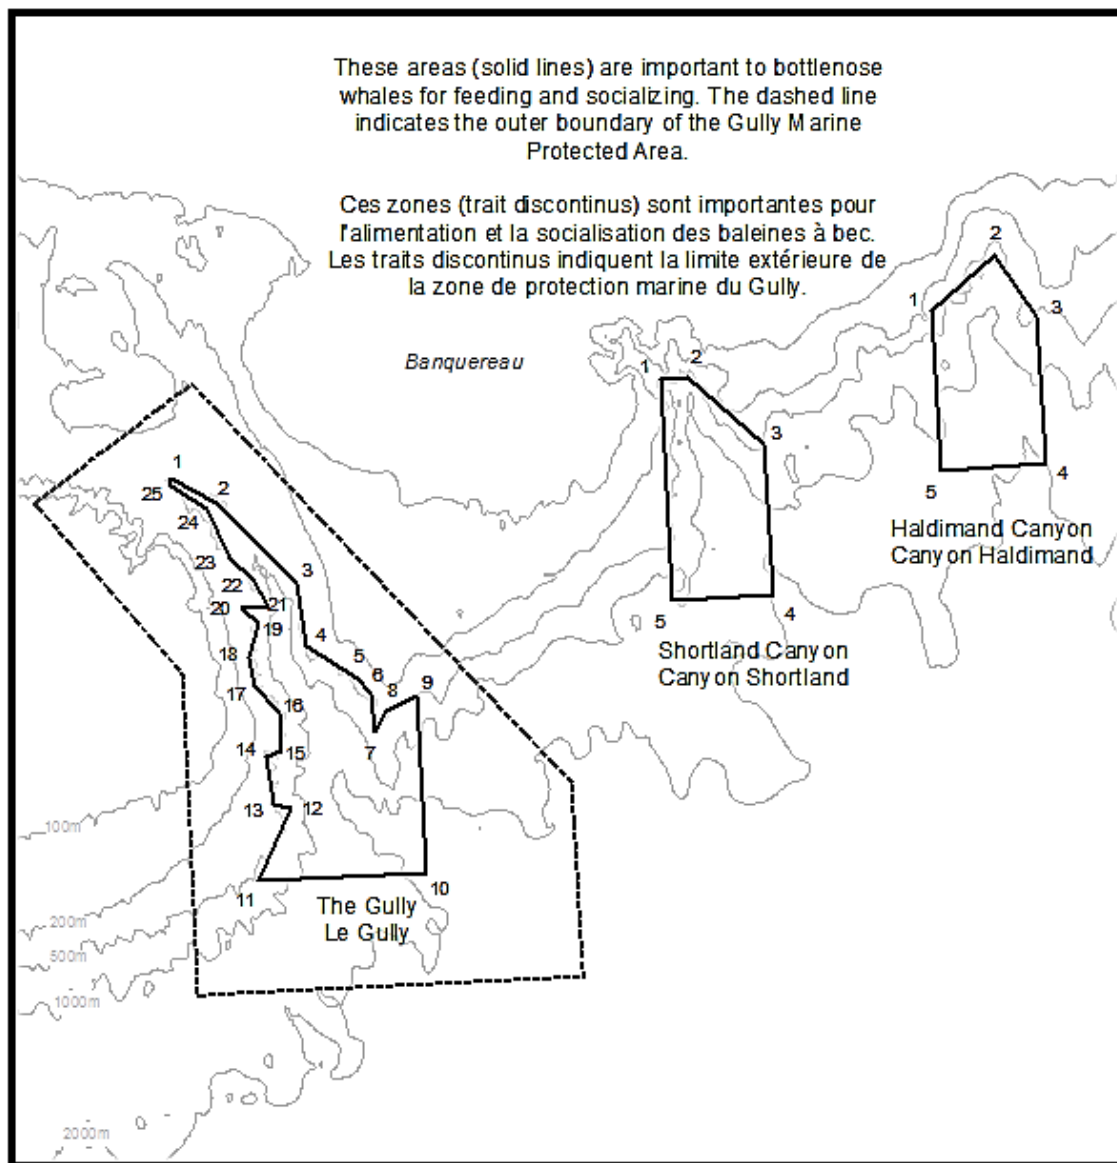 These areas (solid lines) are important to bottlenose
whales for feeding and socializing. The dashed line
indicates the outer boundary of the Gully Marine
Protected Area.
Ces zones (trait discontinus) sont importantes pour
l'alimentation et la socialisation des baleines à bec.
Les traits discontinus indiquent la limite extérieure de
la zone de protection marine du Gully.
2
1
3
4
5
Haldimand Canyon
Canyon Haldimand
Banquereau
1
2
3
4
5
Shortland Canyon
Canyon Shortland
1
2
3
4
5
6
7
8
9
10
11
12
13
14
15
16
17
18
19
20
21
22
23
24
25
The Gully
Le Gully
100m
200m
500m
1000m
2000m